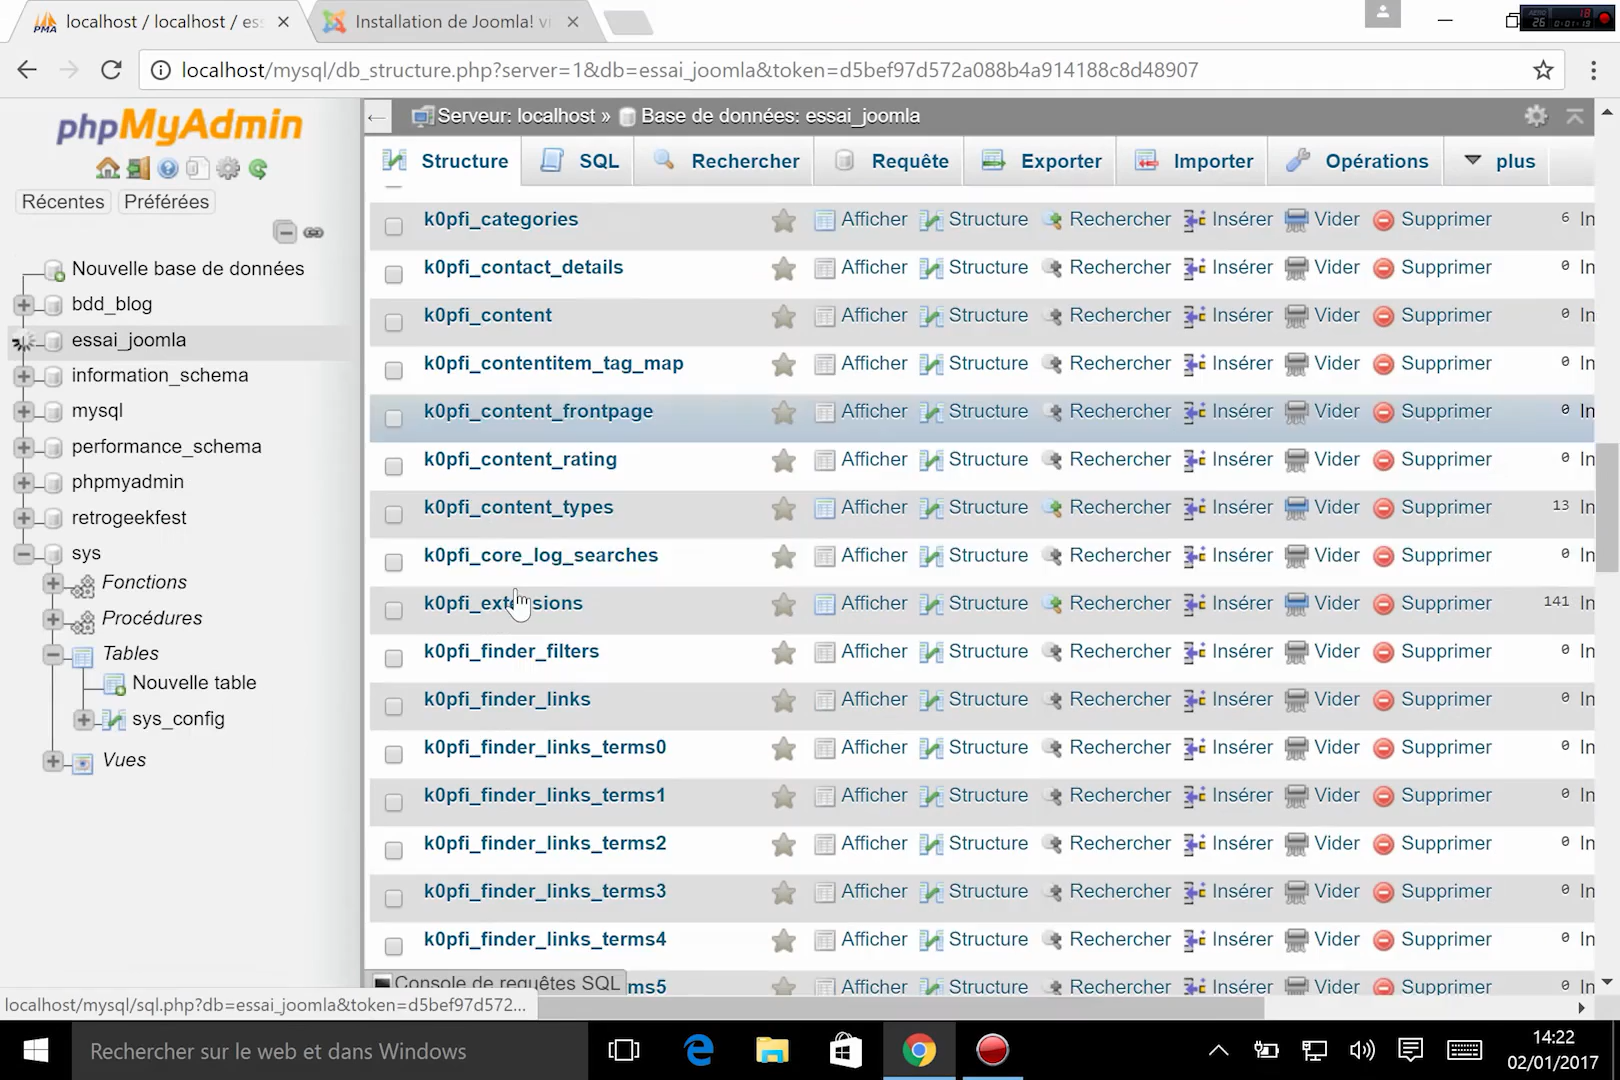 localhost / localhost / es
Installation de Joomla! vi
localhost/mysql/db_structure.php?server=1&db=essai_joomla&token=d5bef97d572a088b4a914188c8d48907
phpMyAdmin
Récentes
Préférées
Nouvelle base de données
bdd_blog
essai_joomla
information_schema
mysql
performance_schema
phpmyadmin
retrogeekfest
sys
Fonctions
Procédures
Tables
Nouvelle table
sys_config
Vues
Serveur: localhost » Base de données: essai_joomla
Structure SQL Rechercher Requête Exporter Importer Opérations plus
k0pfi_categories Afficher Structure Rechercher Insérer Vider Supprimer 6 In
k0pfi_contact_details Afficher Structure Rechercher Insérer Vider Supprimer 0 In
k0pfi_content Afficher Structure Rechercher Insérer Vider Supprimer 0 In
k0pfi_contentitem_tag_map Afficher Structure Rechercher Insérer Vider Supprimer 0 In
k0pfi_content_frontpage Afficher Structure Rechercher Insérer Vider Supprimer 0 In
k0pfi_content_rating Afficher Structure Rechercher Insérer Vider Supprimer 0 In
k0pfi_content_types Afficher Structure Rechercher Insérer Vider Supprimer 13 In
k0pfi_core_log_searches Afficher Structure Rechercher Insérer Vider Supprimer 0 In
k0pfi_extensions Afficher Structure Rechercher Insérer Vider Supprimer 141 In
k0pfi_finder_filters Afficher Structure Rechercher Insérer Vider Supprimer 0 In
k0pfi_finder_links Afficher Structure Rechercher Insérer Vider Supprimer 0 In
k0pfi_finder_links_terms0 Afficher Structure Rechercher Insérer Vider Supprimer 0 In
k0pfi_finder_links_terms1 Afficher Structure Rechercher Insérer Vider Supprimer 0 In
k0pfi_finder_links_terms2 Afficher Structure Rechercher Insérer Vider Supprimer 0 In
k0pfi_finder_links_terms3 Afficher Structure Rechercher Insérer Vider Supprimer 0 In
k0pfi_finder_links_terms4 Afficher Structure Rechercher Insérer Vider Supprimer 0 In
Console de requêtes SQL ms5 Afficher Structure Rechercher Insérer Vider Supprimer 0 In
localhost/mysql/sql.php?db=essai_joomla&token=d5bef97d572...
Rechercher sur le web et dans Windows
14:22
02/01/2017